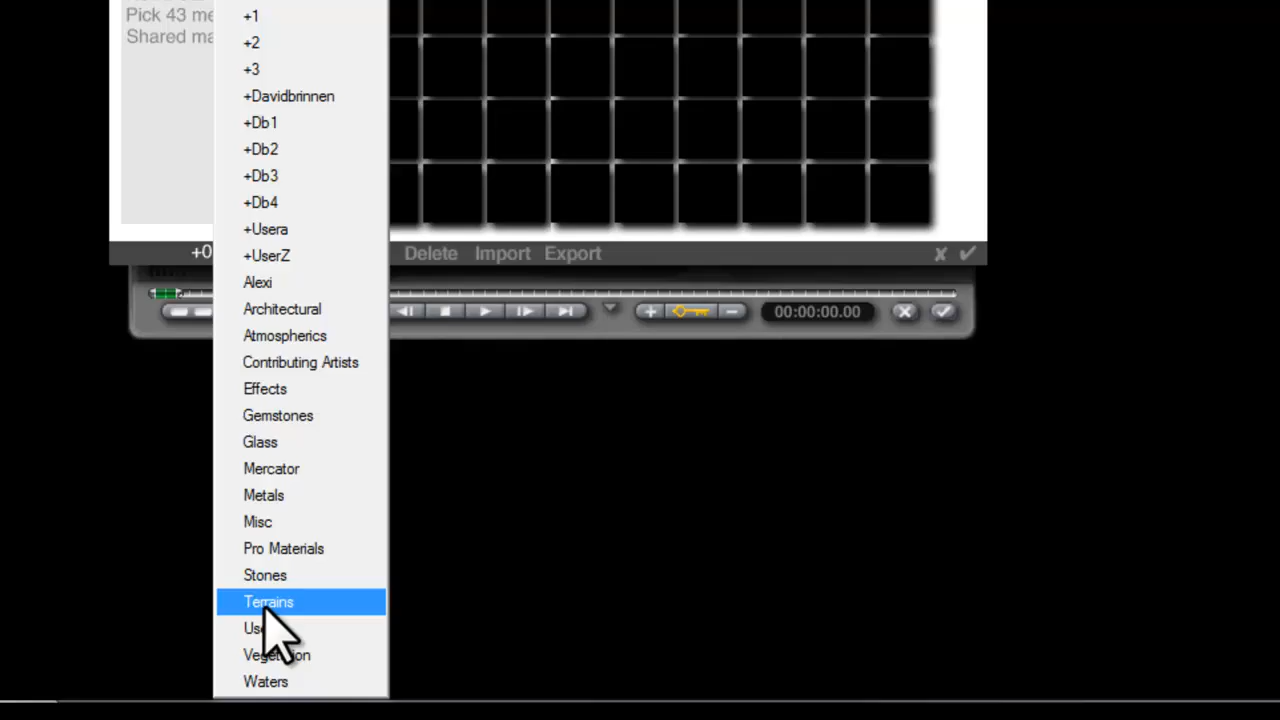 Pick 43 me
Shared ma
+1
+2
+3
+Davidbrinnen
+Db1
+Db2
+Db3
+Db4
+Usera
+UserZ
Alexi
Architectural
Atmospherics
Contributing Artists
Effects
Gemstones
Glass
Mercator
Metals
Misc
Pro Materials
Stones
Terrains
Use
Vegetation
Waters
+0
Delete Import Export
00:00:00.00